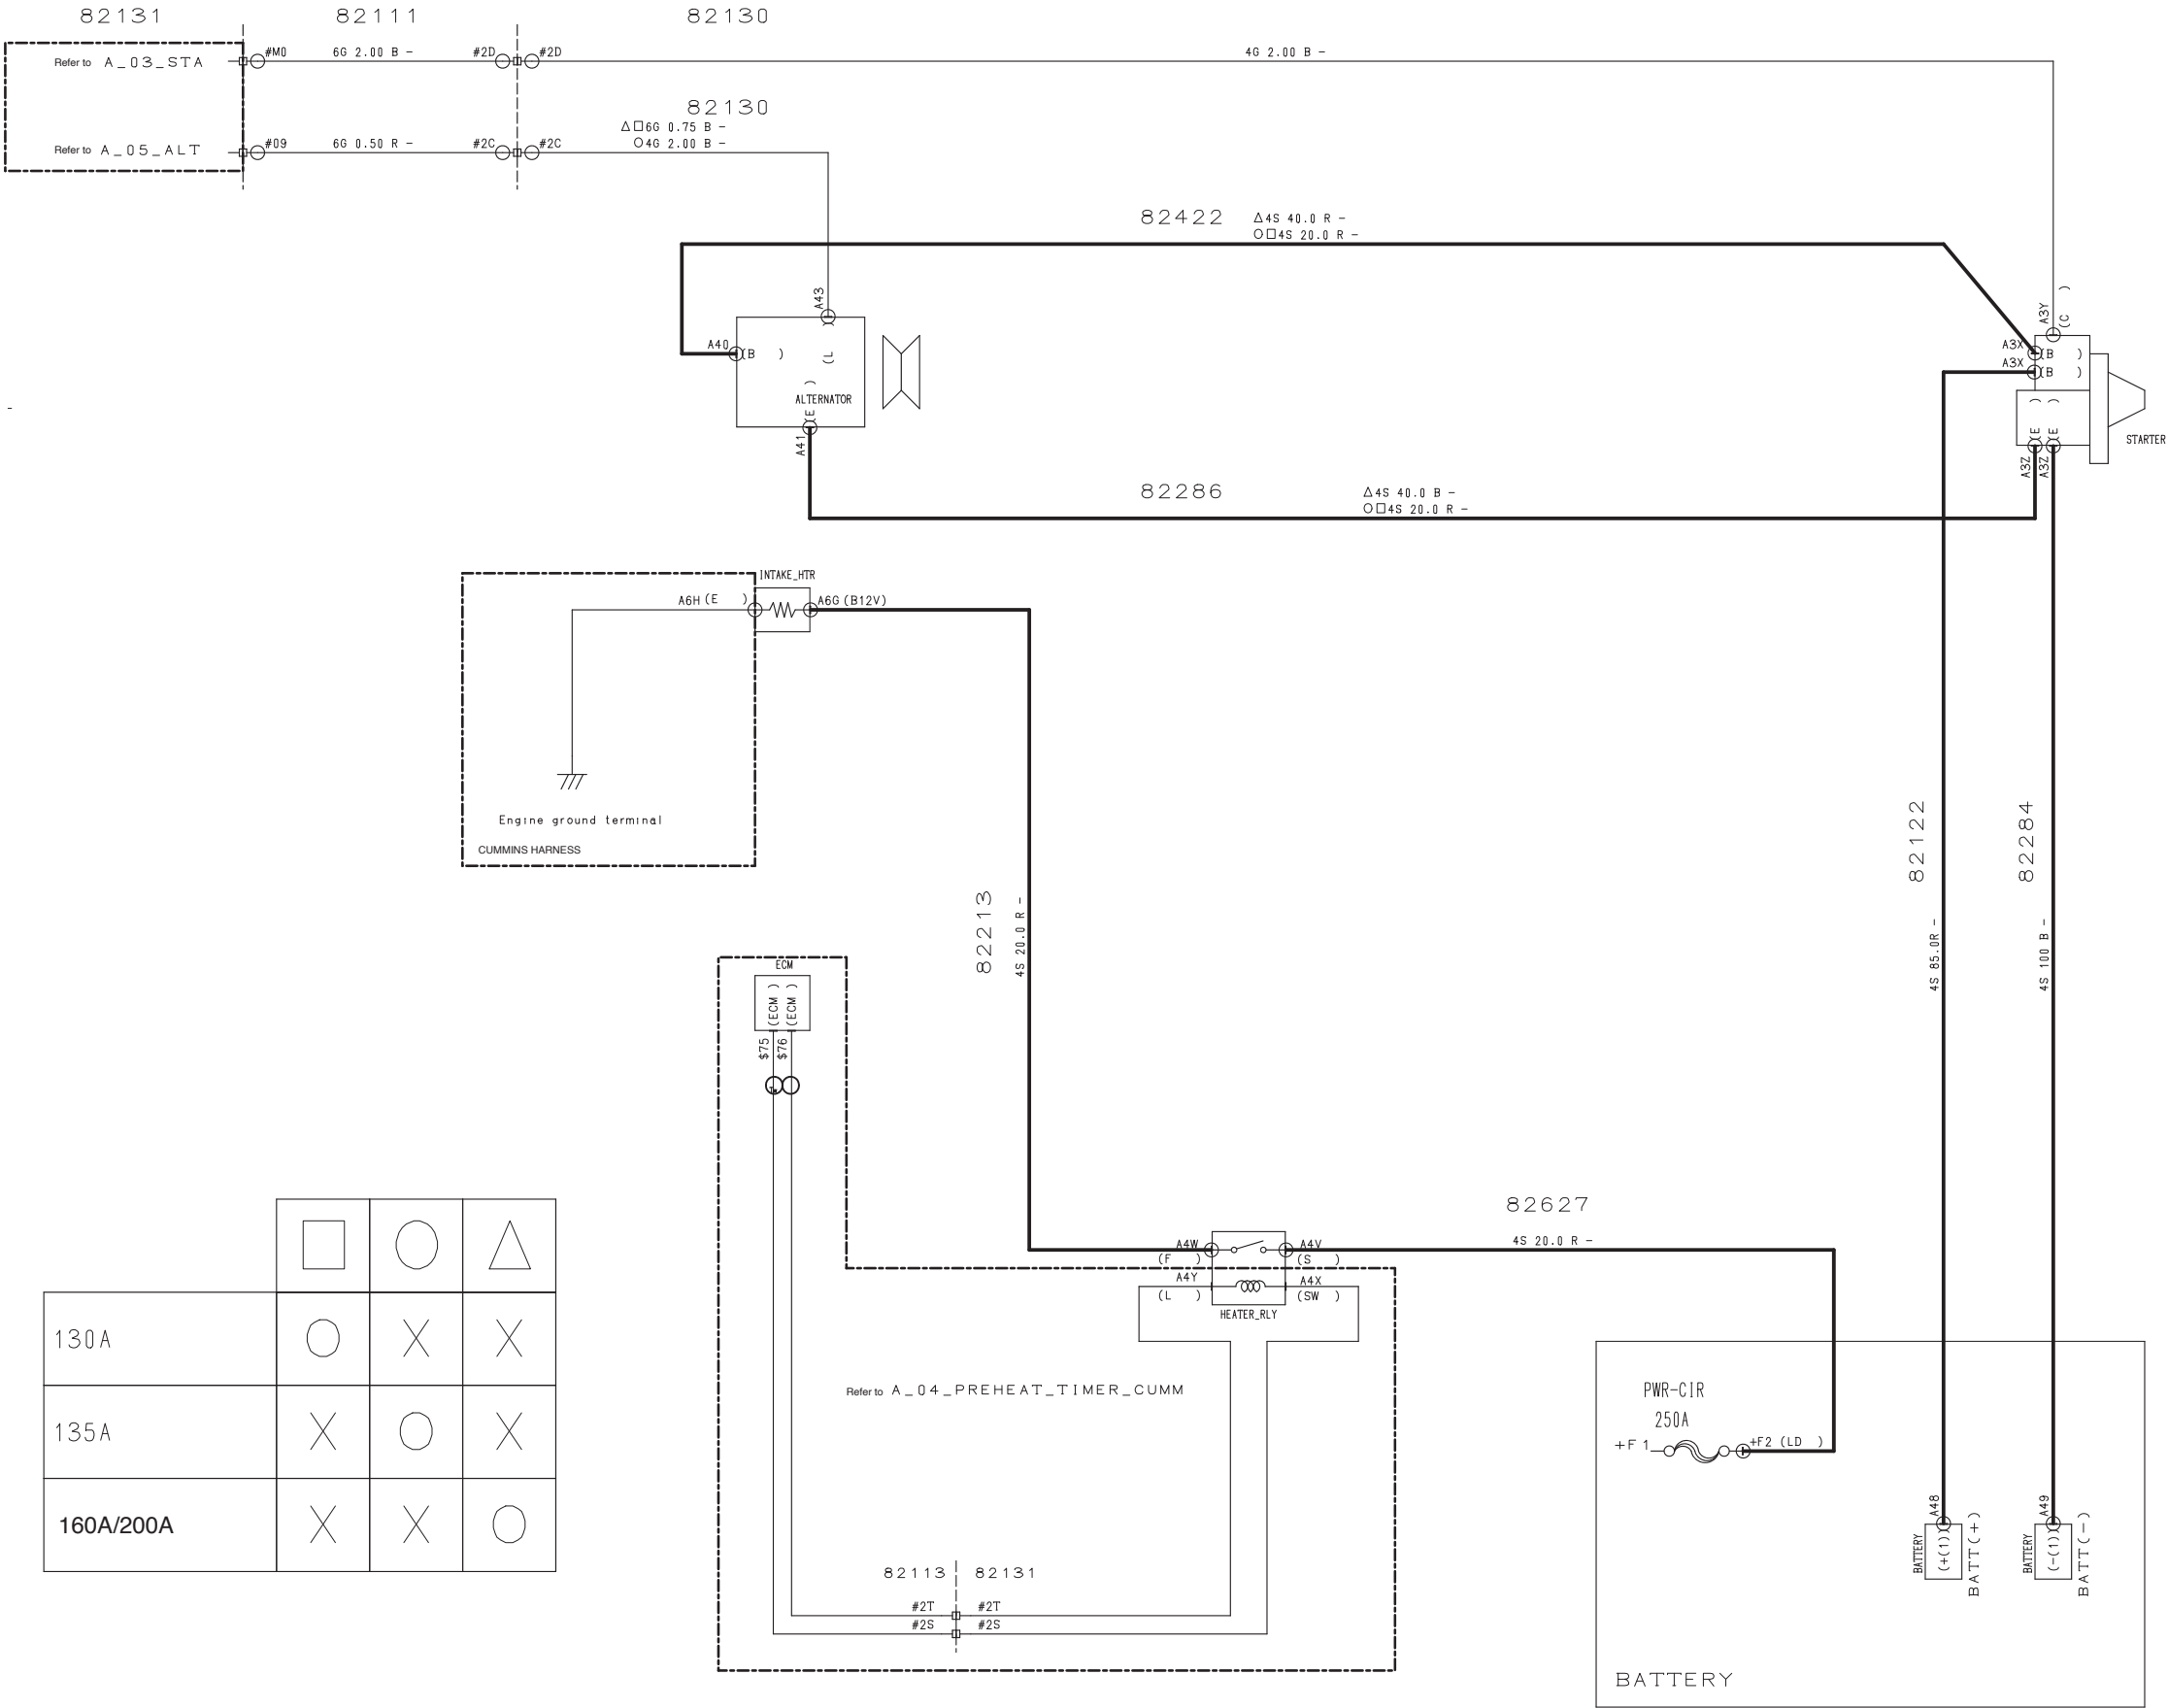 82131
82111
82130
Refer to A_03_STA
#M0
6G 2.00 B -
#2D
#2D
4G 2.00 B -
82130
△□6G 0.75 B -
○4G 2.00 B -
Refer to A_05_ALT
#09
6G 0.50 R -
#2C
#2C
82422
△4S 40.0 R -
○□4S 20.0 R -
A43
(L )
A40
(B )
ALTERNATOR
(E )
A41
A3Y
(C )
A3X
(B )
A3X
(B )
(E )
(E )
A3Z
A3Z
STARTER
-
82286
△4S 40.0 B -
○□4S 20.0 R -
INTAKE_HTR
A6H (E )
A6G (B12V)
Engine ground terminal
CUMMINS HARNESS
82213
4S 20.0 R -
82122
4S 85.0R -
82284
4S 100 B -
ECM
(ECM )
(ECM )
$75
$76
82627
4S 20.0 R -
A4W
(F )
A4V
(S )
A4Y
(L )
A4X
(SW )
HEATER_RLY
Refer to A_04_PREHEAT_TIMER_CUMM
130A
135A
160A/200A
PWR-CIR
250A
+F 1
+F2 (LD )
A48
BATTERY
(+(1))
BATT(+)
A49
BATTERY
(-(1))
BATT(-)
82113
82131
#2T
#2T
#2S
#2S
BATTERY